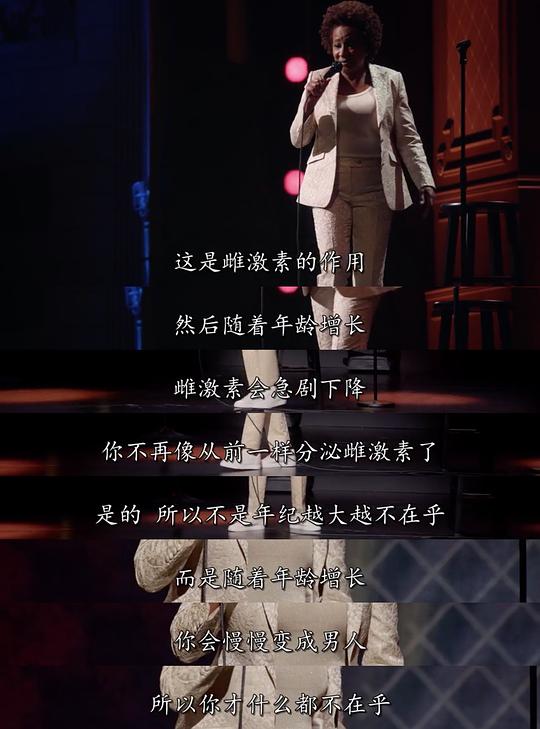 这是雌激素的作用
然后随着年龄增长
雌激素会急剧下降
你不再像从前一样分泌雌激素了
是的 所以不是年纪越大越不在乎
而是随着年龄增长
你会慢慢变成男人
所以你才什么都不在乎